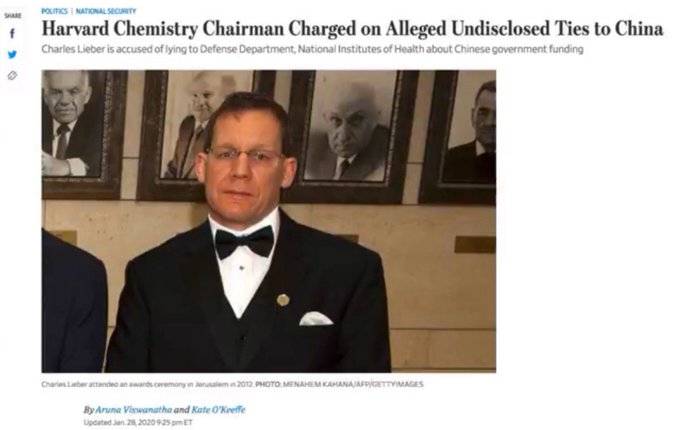 SHARE
POLITICS | NATIONAL SECURITY
Harvard Chemistry Chairman Charged on Alleged Undisclosed Ties to China
Charles Lieber is accused of lying to Defense Department, National Institutes of Health about Chinese government funding
Charles Lieber attended an awards ceremony in Jerusalem in 2012. PHOTO: MENAHEM KAHANA/AFP/GETTY IMAGES
By Aruna Viswanatha and Kate O'Keeffe
Updated Jan. 28, 2020 9:25 pm ET